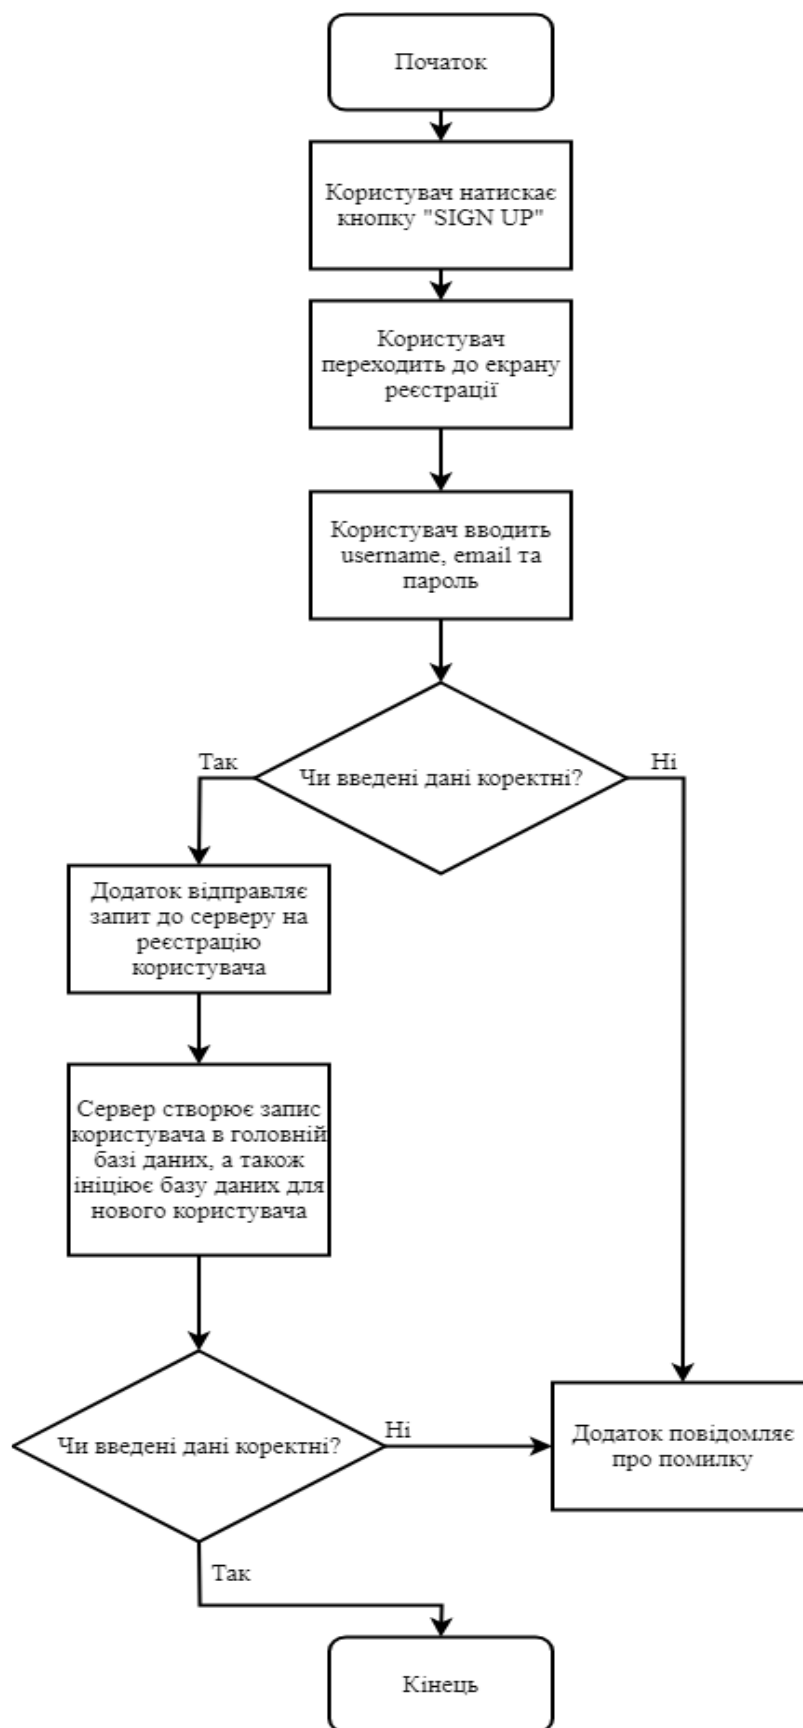 Початок
Користувач натискає
кнопку "SIGN UP"
Користувач
переходить до екрану
реєстрації
Користувач вводить
username, email та
пароль
Чи введені дані коректні?
Так
Ні
Додаток відправляє
запит до серверу на
реєстрацію
користувача
Сервер створює запис
користувача в головній
базі даних, а також
ініціює базу даних для
нового користувача
Чи введені дані коректні?
Ні
Додаток повідомляє
про помилку
Так
Кінець